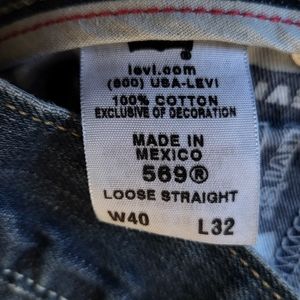 levi.com
(800) USA-LEVI
100% COTTON
EXCLUSIVE OF DECORATION
MADE IN
MEXICO
569®
LOOSE STRAIGHT
W40 L32